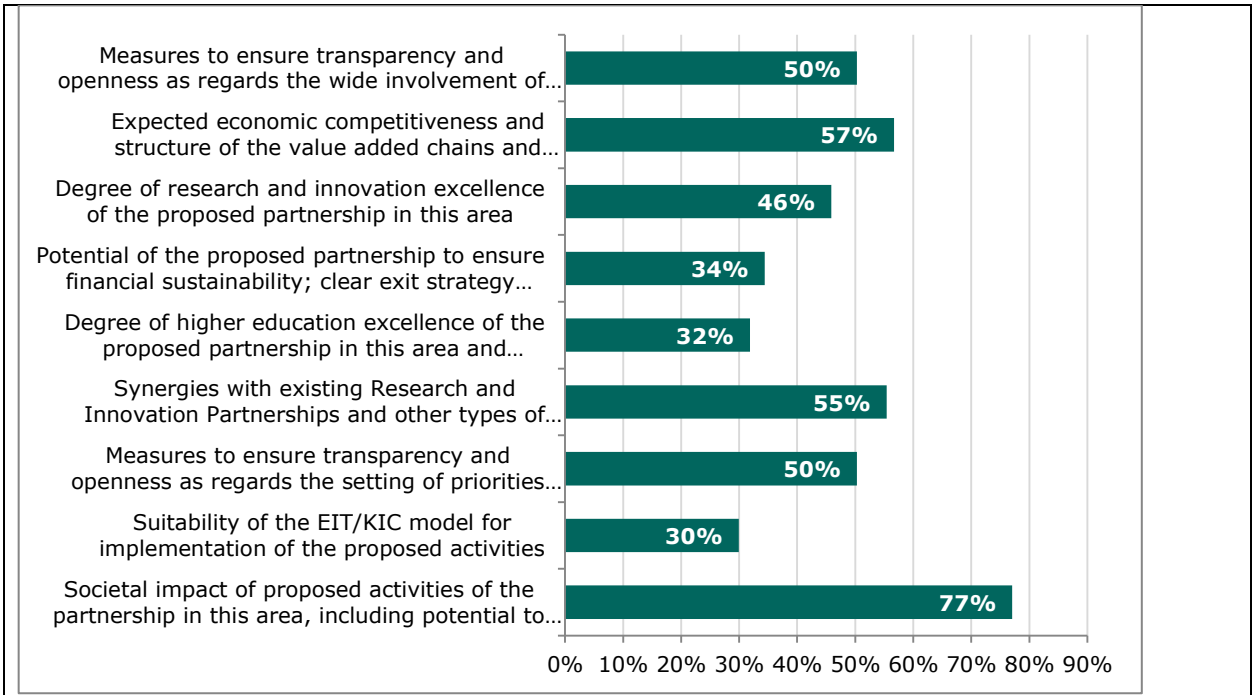 Measures to ensure transparency and
openness as regards the wide involvement of...
50%
Expected economic competitiveness and
structure of the value added chains and...
57%
Degree of research and innovation excellence
of the proposed partnership in this area
46%
Potential of the proposed partnership to ensure
financial sustainability; clear exit strategy...
34%
Degree of higher education excellence of the
proposed partnership in this area and...
32%
Synergies with existing Research and
Innovation Partnerships and other types of...
55%
Measures to ensure transparency and
openness as regards the setting of priorities...
50%
Suitability of the EIT/KIC model for
implementation of the proposed activities
30%
Societal impact of proposed activities of the
partnership in this area, including potential to...
77%
0% 10% 20% 30% 40% 50% 60% 70% 80% 90%